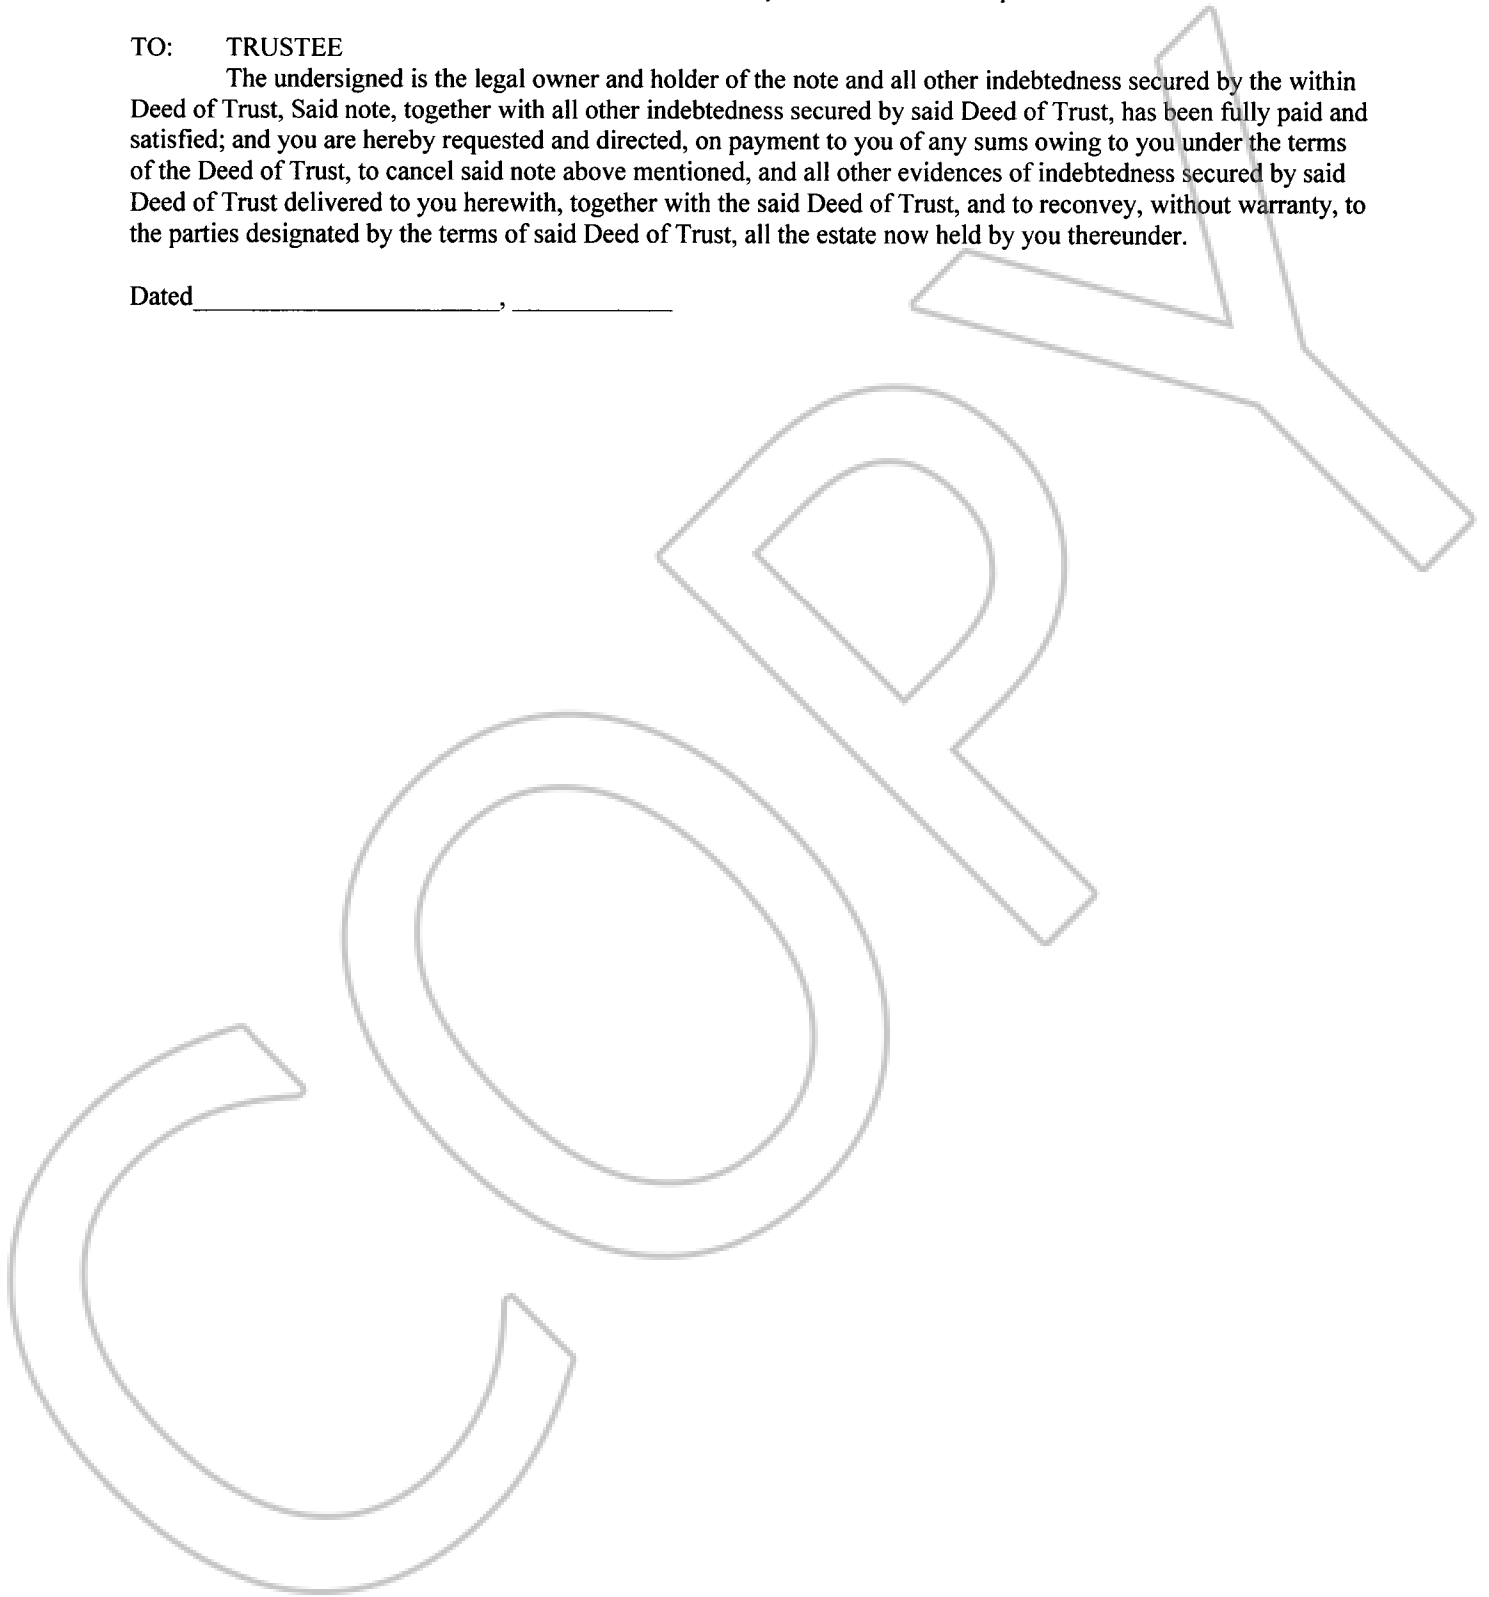 TO: TRUSTEE
The undersigned is the legal owner and holder of the note and all other indebtedness secured by the within
Deed of Trust, Said note, together with all other indebtedness secured by said Deed of Trust, has been fully paid and
satisfied; and you are hereby requested and directed, on payment to you of any sums owing to you under the terms
of the Deed of Trust, to cancel said note above mentioned, and all other evidences of indebtedness secured by said
Deed of Trust delivered to you herewith, together with the said Deed of Trust, and to reconvey, without warranty, to
the parties designated by the terms of said Deed of Trust, all the estate now held by you thereunder.
Dated____________________, __________
COPY